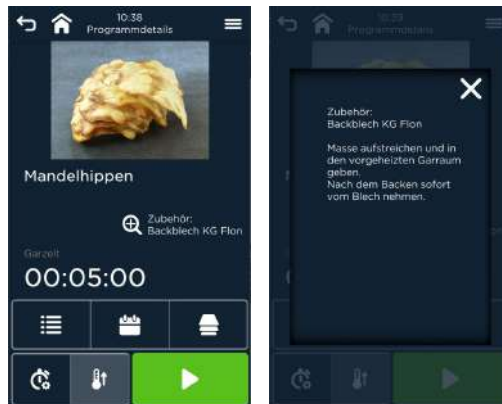 10:38
Programmdetails
Mandelhippen
Zubehör:
Backblech KG Flon
Garzeit
00:05:00
10:39
Programmdetails
Zubehör:
Backblech KG Flon
Masse aufstreichen und in
den vorgeheizten Garraum
geben.
Nach dem Backen sofort
vom Blech nehmen.